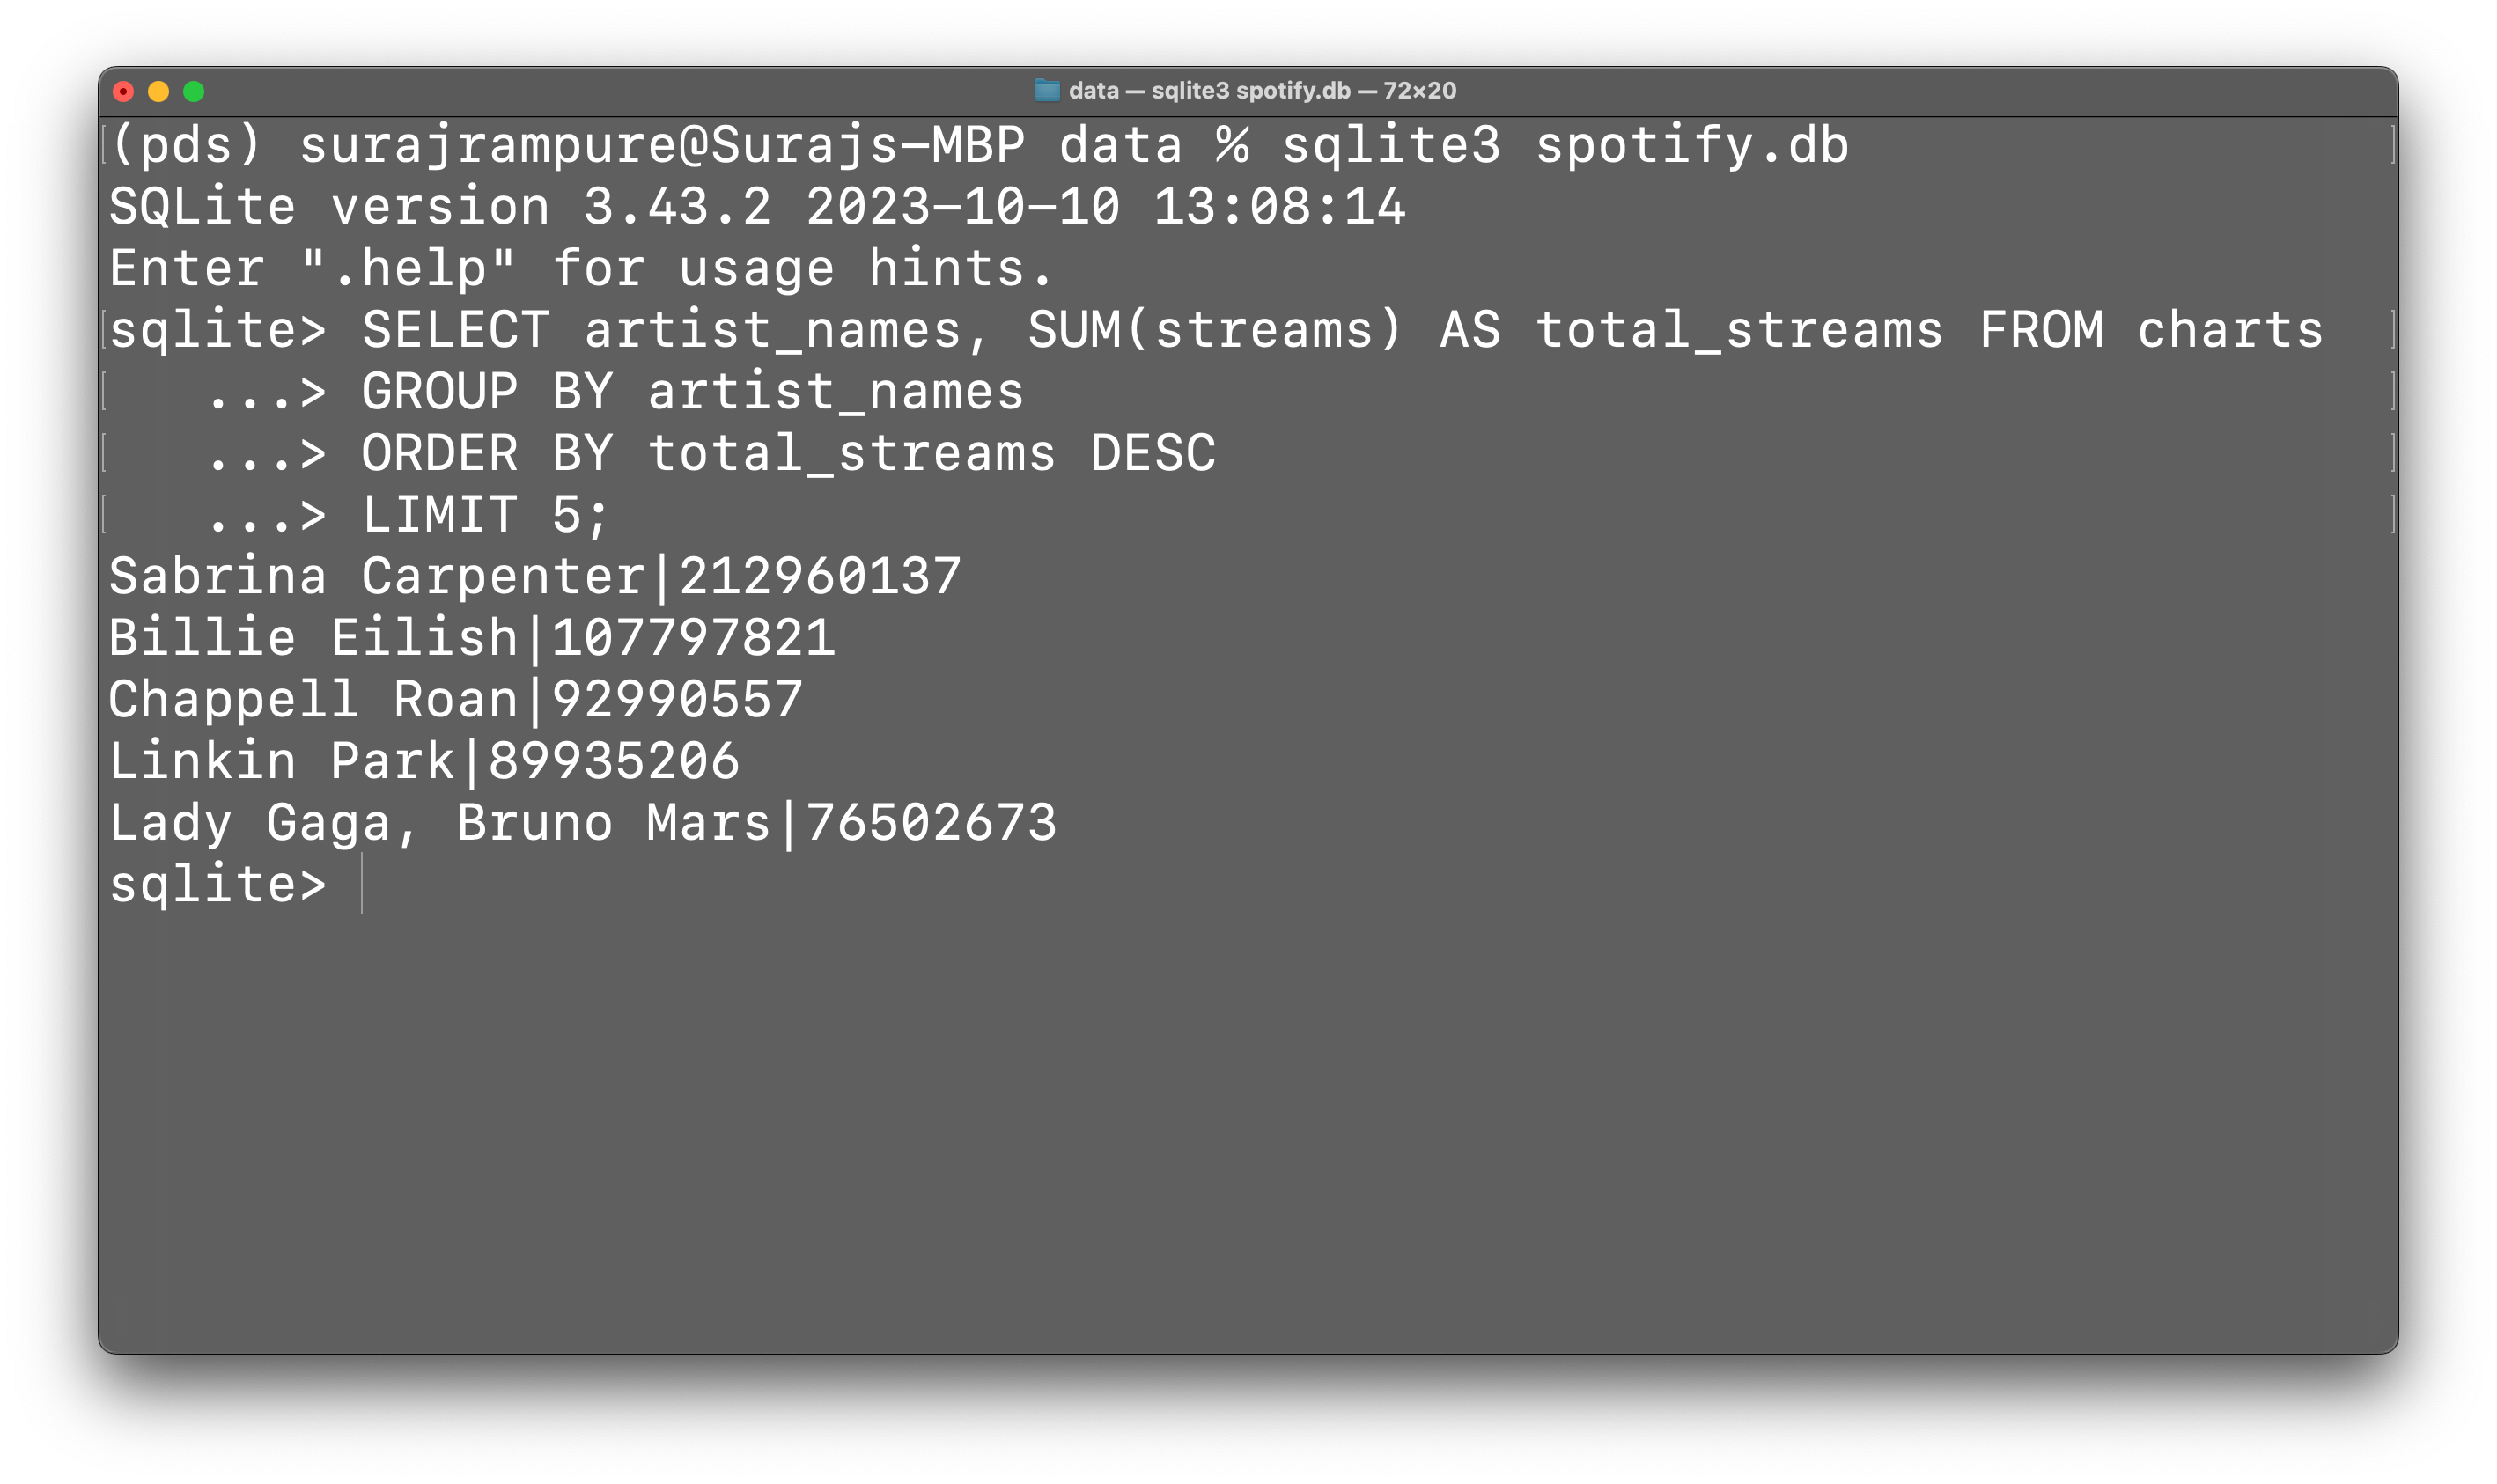 data — sqlite3 spotify.db — 72×20
(pds) surajrampure@Surajs-MBP data % sqlite3 spotify.db
SQLite version 3.43.2 2023-10-10 13:08:14
Enter ".help" for usage hints.
sqlite> SELECT artist_names, SUM(streams) AS total_streams FROM charts
   ...> GROUP BY artist_names
   ...> ORDER BY total_streams DESC
   ...> LIMIT 5;
Sabrina Carpenter|212960137
Billie Eilish|107797821
Chappell Roan|92990557
Linkin Park|89935206
Lady Gaga, Bruno Mars|76502673
sqlite>